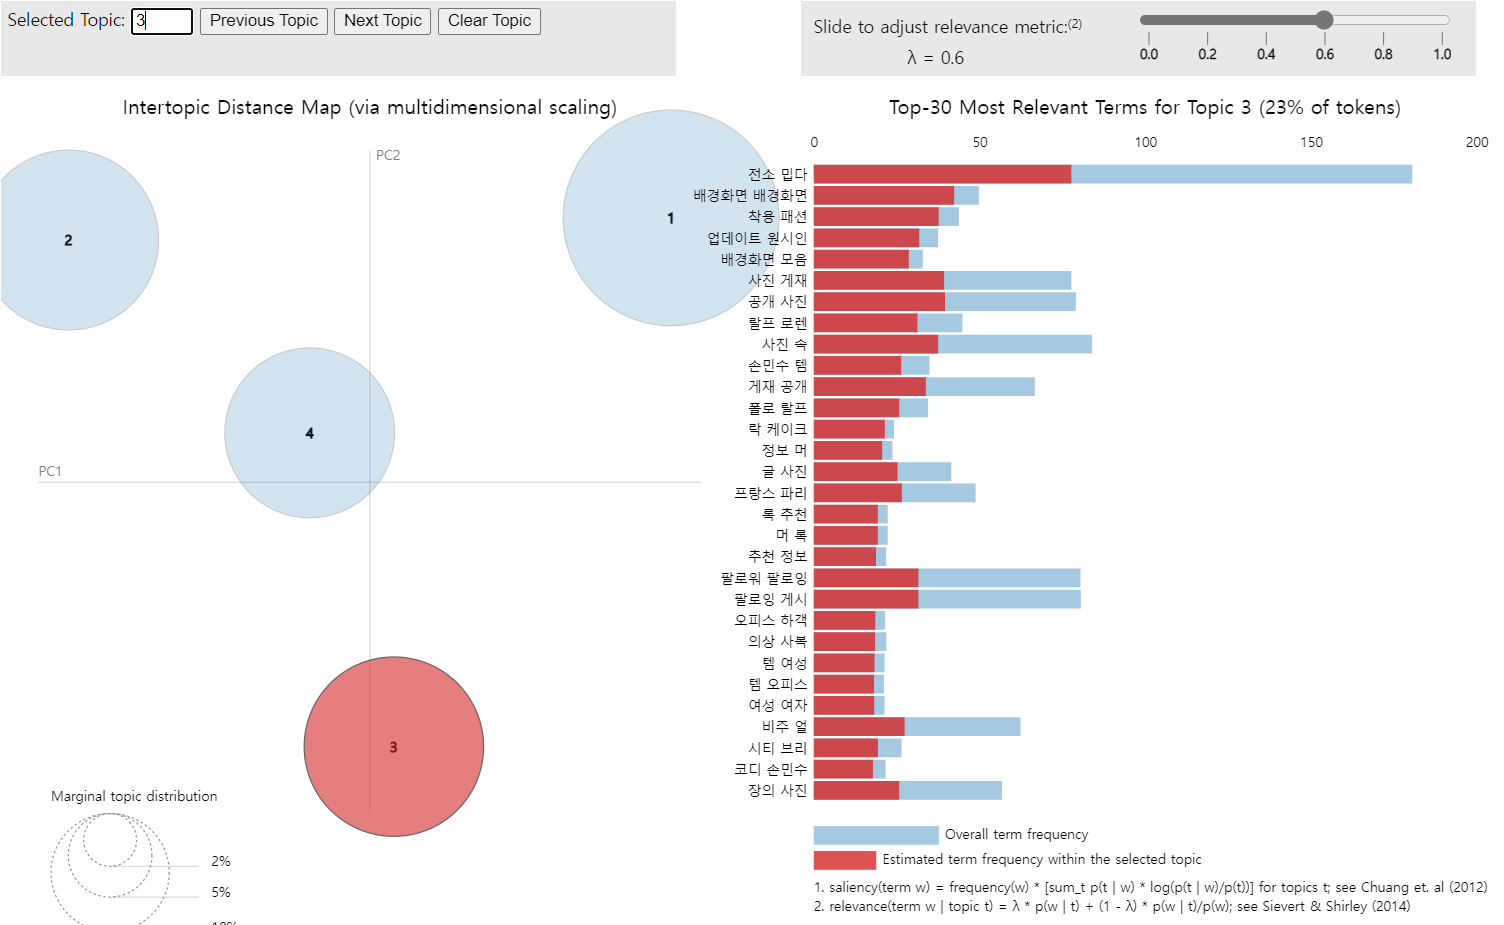 Selected Topic: 3 Previous Topic Next Topic Clear Topic
Slide to adjust relevance metric:(2)
λ = 0.6
0.0 0.2 0.4 0.6 0.8 1.0
Intertopic Distance Map (via multidimensional scaling)
PC2
PC1
1
2
4
3
Marginal topic distribution
2%
5%
Top-30 Most Relevant Terms for Topic 3 (23% of tokens)
0 50 100 150 200
전소 밉다
배경화면 배경화면
착용 패션
업데이트 원시인
배경화면 모음
사진 게재
공개 사진
랄프 로렌
사진 속
손민수 템
게재 공개
폴로 랄프
락 케이크
정보 머
글 사진
프랑스 파리
록 추천
머 록
추천 정보
팔로워 팔로잉
팔로잉 게시
오피스 하객
의상 사복
템 여성
템 오피스
여성 여자
비주 얼
시티 브리
코디 손민수
장의 사진
Overall term frequency
Estimated term frequency within the selected topic
1. saliency(term w) = frequency(w) * [sum_t p(t | w) * log(p(t | w)/p(t))] for topics t; see Chuang et. al (2012)
2. relevance(term w | topic t) = λ * p(w | t) + (1 - λ) * p(w | t)/p(w); see Sievert & Shirley (2014)